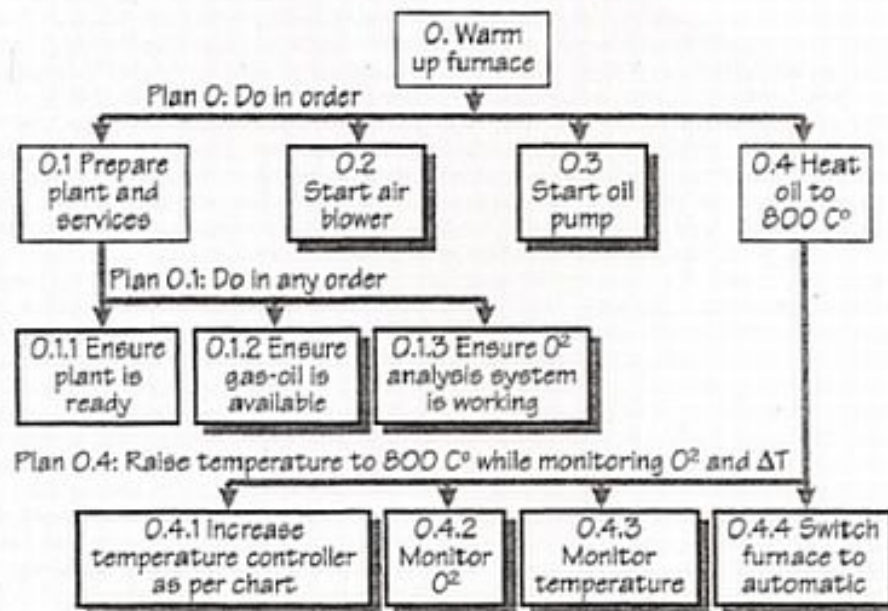 0. Warm
up furnace
Plan 0: Do in order
0.1 Prepare
plant and
services
0.2
Start air
blower
0.3
Start oil
pump
0.4 Heat
oil to
800 Cº
Plan 0.1: Do in any order
0.1.1 Ensure
plant is
ready
0.1.2 Ensure
gas-oil is
available
0.1.3 Ensure O²
analysis system
is working
Plan 0.4: Raise temperature to 800 Cº while monitoring O² and ΔT
0.4.1 Increase
temperature controller
as per chart
0.4.2
Monitor
O²
0.4.3
Monitor
temperature
0.4.4 Switch
furnace to
automatic